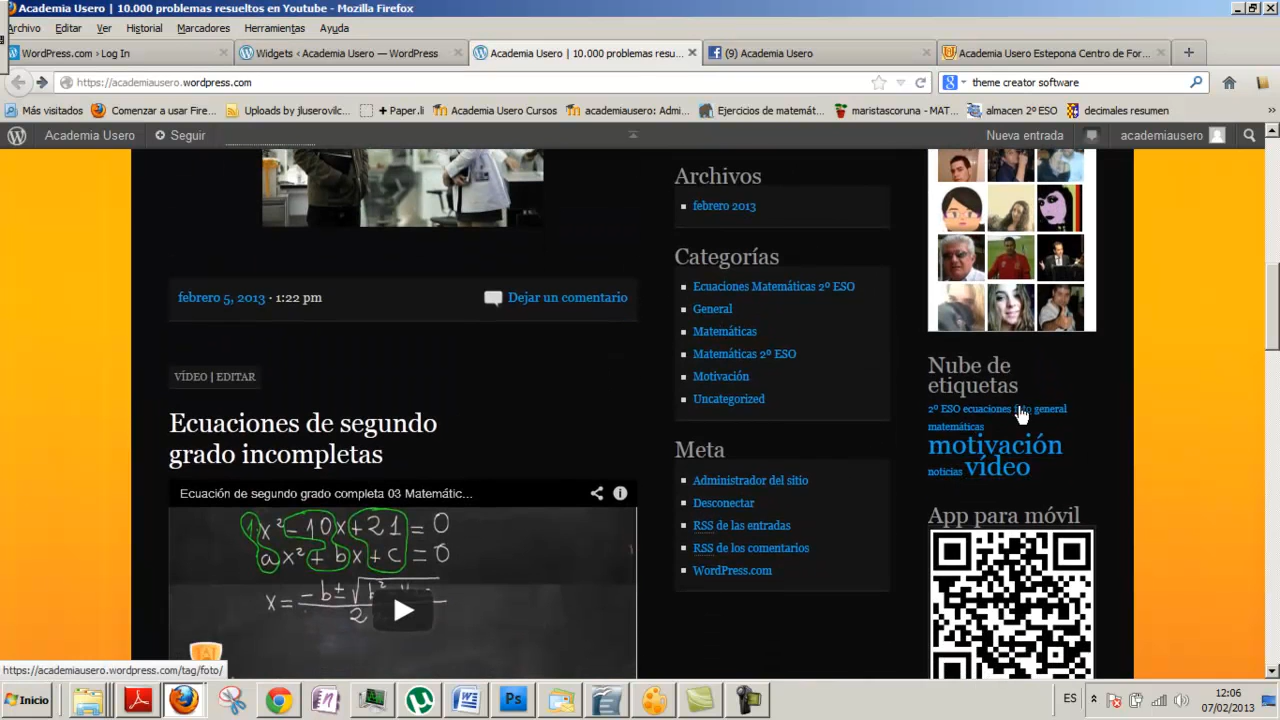 Academia Usero | 10.000 problemas resueltos en Youtube - Mozilla Firefox
Archivo Editar Ver Historial Marcadores Herramientas Ayuda
WordPress.com › Log In
Widgets ‹ Academia Usero — WordPress
Academia Usero | 10.000 problemas resu...
(9) Academia Usero
Academia Usero Estepona Centro de For...
https://academiausero.wordpress.com
theme creator software
Más visitados Comenzar a usar Fire... Uploads by jluserovilc... + Paper.li Academia Usero Cursos academiausero: Admi... Ejercicios de matemát... maristascoruna - MAT... almacen 2º ESO decimales resumen
Academia Usero Seguir Nueva entrada academiausero
febrero 5, 2013 · 1:22 pm
Dejar un comentario
VÍDEO | EDITAR
Ecuaciones de segundo
grado incompletas
Ecuación de segundo grado completa 03 Matemátic...
1x²-10x+21=0
ax²+bx+c=0
Archivos
febrero 2013
Categorías
Ecuaciones Matemáticas 2º ESO
General
Matemáticas
Matemáticas 2º ESO
Motivación
Uncategorized
Meta
Administrador del sitio
Desconectar
RSS de las entradas
RSS de los comentarios
WordPress.com
Nube de
etiquetas
2º ESO ecuaciones foto general
matemáticas
motivación
noticias vídeo
App para móvil
https://academiausero.wordpress.com/tag/foto/
Inicio
ES
12:06
07/02/2013